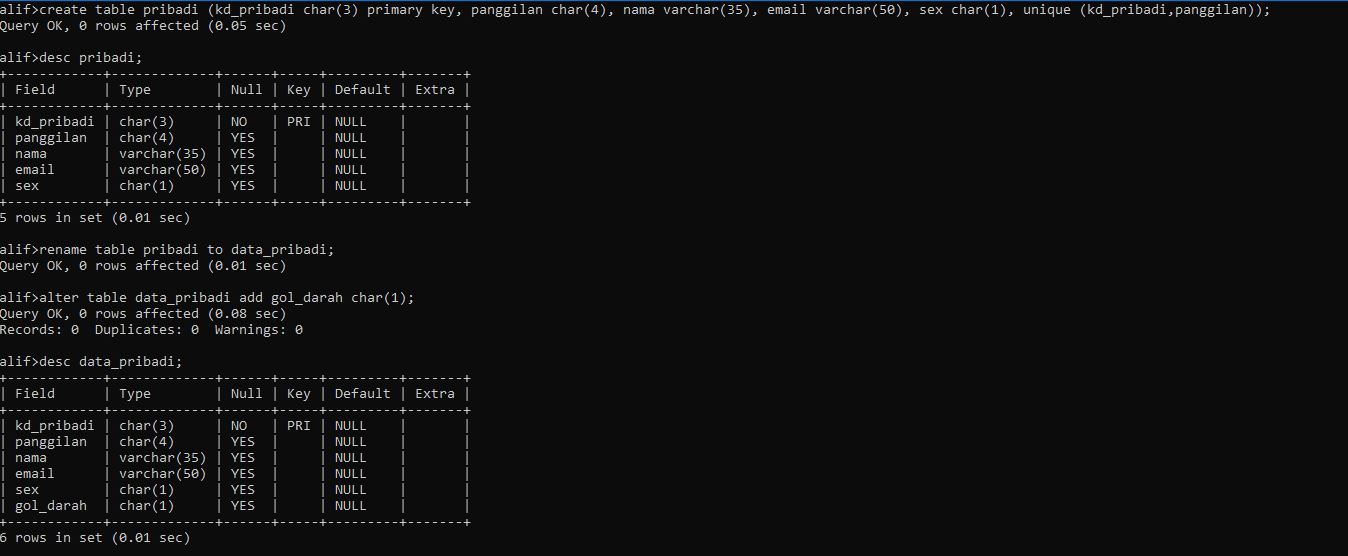 alif>create table pribadi (kd_pribadi char(3) primary key, panggilan char(4), nama varchar(35), email varchar(50), sex char(1), unique (kd_pribadi,panggilan));
Query OK, 0 rows affected (0.05 sec)

alif>desc pribadi;
+------------+-------------+------+-----+---------+-------+
| Field      | Type        | Null | Key | Default | Extra |
+------------+-------------+------+-----+---------+-------+
| kd_pribadi | char(3)     | NO   | PRI | NULL    |       |
| panggilan  | char(4)     | YES  |     | NULL    |       |
| nama       | varchar(35) | YES  |     | NULL    |       |
| email      | varchar(50) | YES  |     | NULL    |       |
| sex        | char(1)     | YES  |     | NULL    |       |
+------------+-------------+------+-----+---------+-------+
5 rows in set (0.01 sec)

alif>rename table pribadi to data_pribadi;
Query OK, 0 rows affected (0.01 sec)

alif>alter table data_pribadi add gol_darah char(1);
Query OK, 0 rows affected (0.08 sec)
Records: 0  Duplicates: 0  Warnings: 0

alif>desc data_pribadi;
+------------+-------------+------+-----+---------+-------+
| Field      | Type        | Null | Key | Default | Extra |
+------------+-------------+------+-----+---------+-------+
| kd_pribadi | char(3)     | NO   | PRI | NULL    |       |
| panggilan  | char(4)     | YES  |     | NULL    |       |
| nama       | varchar(35) | YES  |     | NULL    |       |
| email      | varchar(50) | YES  |     | NULL    |       |
| sex        | char(1)     | YES  |     | NULL    |       |
| gol_darah  | char(1)     | YES  |     | NULL    |       |
+------------+-------------+------+-----+---------+-------+
6 rows in set (0.01 sec)